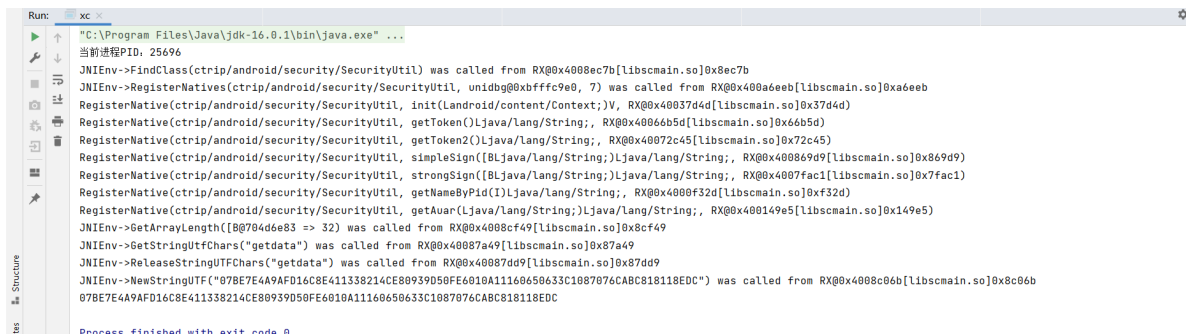 Run: xc
"C:\Program Files\Java\jdk-16.0.1\bin\java.exe" ...
当前进程PID：25696
JNIEnv->FindClass(ctrip/android/security/SecurityUtil) was called from RX@0x4008ec7b[libscmain.so]0x8ec7b
JNIEnv->RegisterNatives(ctrip/android/security/SecurityUtil, unidbg@0xbfffc9e0, 7) was called from RX@0x400a6eeb[libscmain.so]0xa6eeb
RegisterNative(ctrip/android/security/SecurityUtil, init(Landroid/content/Context;)V, RX@0x40037d4d[libscmain.so]0x37d4d)
RegisterNative(ctrip/android/security/SecurityUtil, getToken()Ljava/lang/String;, RX@0x40066b5d[libscmain.so]0x66b5d)
RegisterNative(ctrip/android/security/SecurityUtil, getToken2()Ljava/lang/String;, RX@0x40072c45[libscmain.so]0x72c45)
RegisterNative(ctrip/android/security/SecurityUtil, simpleSign([BLjava/lang/String;)Ljava/lang/String;, RX@0x400869d9[libscmain.so]0x869d9)
RegisterNative(ctrip/android/security/SecurityUtil, strongSign([BLjava/lang/String;)Ljava/lang/String;, RX@0x4007fac1[libscmain.so]0x7fac1)
RegisterNative(ctrip/android/security/SecurityUtil, getNameByPid(I)Ljava/lang/String;, RX@0x4000f32d[libscmain.so]0xf32d)
RegisterNative(ctrip/android/security/SecurityUtil, getAuar(Ljava/lang/String;)Ljava/lang/String;, RX@0x400149e5[libscmain.so]0x149e5)
JNIEnv->GetArrayLength([B@704d6e83 => 32) was called from RX@0x4008cf49[libscmain.so]0x8cf49
JNIEnv->GetStringUtfChars("getdata") was called from RX@0x40087a49[libscmain.so]0x87a49
JNIEnv->ReleaseStringUTFChars("getdata") was called from RX@0x40087dd9[libscmain.so]0x87dd9
JNIEnv->NewStringUTF("07BE7E4A9AFD16C8E411338214CE80939D50FE6010A11160650633C1087076CABC818118EDC") was called from RX@0x4008c06b[libscmain.so]0x8c06b
07BE7E4A9AFD16C8E411338214CE80939D50FE6010A11160650633C1087076CABC818118EDC
Process finished with exit code 0
Structure